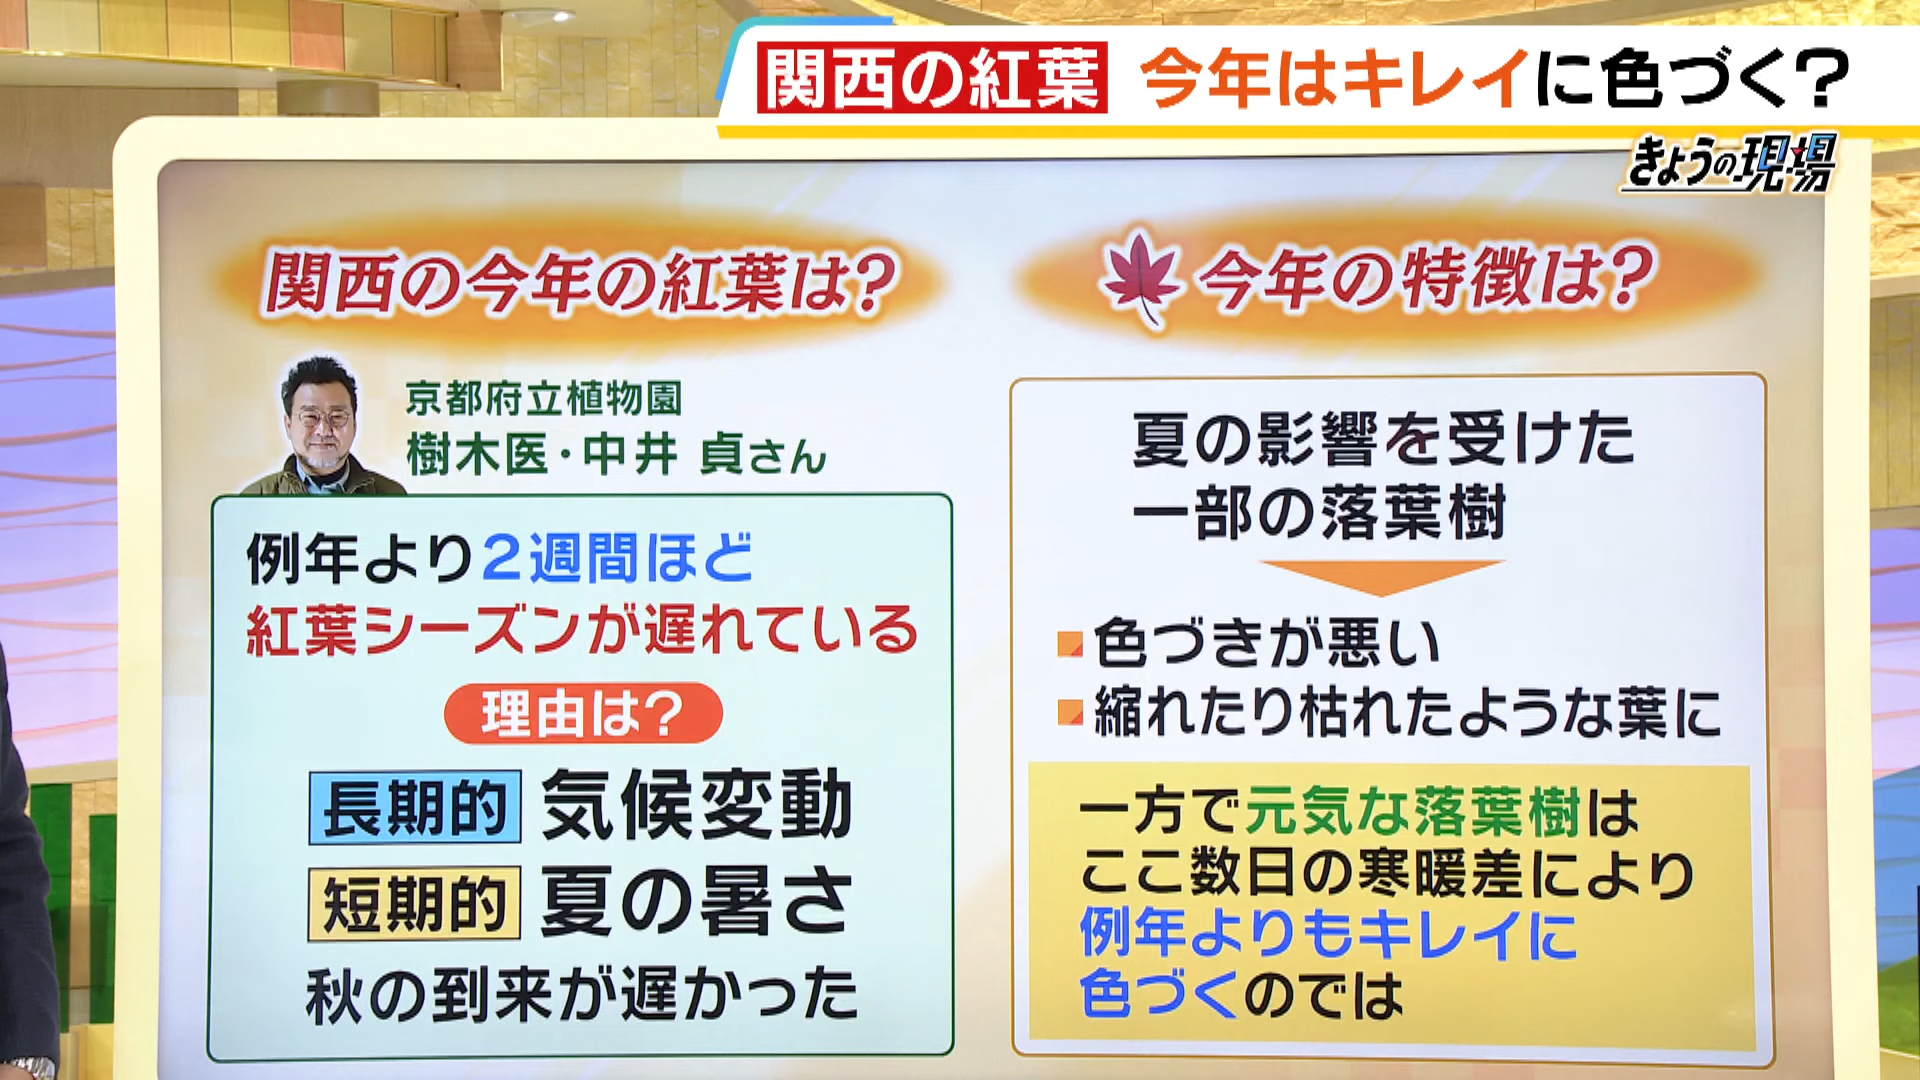 関西の紅葉 今年はキレイに色づく?
きょうの現場
関西の今年の紅葉は?
京都府立植物園
樹木医・中井 貞さん
例年より2週間ほど
紅葉シーズンが遅れている
理由は?
長期的 気候変動
短期的 夏の暑さ
秋の到来が遅かった
今年の特徴は?
夏の影響を受けた
一部の落葉樹
色づきが悪い
縮れたり枯れたような葉に
一方で元気な落葉樹は
ここ数日の寒暖差により
例年よりもキレイに
色づくのでは